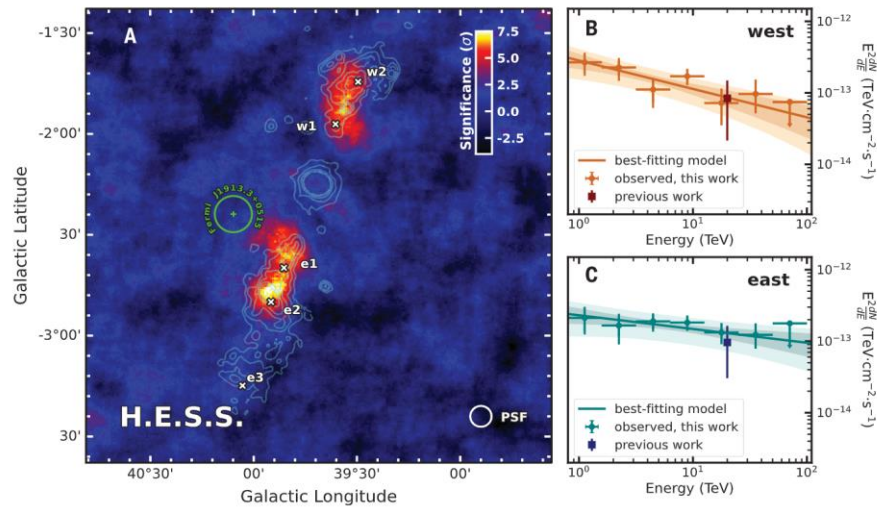 A
Significance (σ)
7.5
5.0
2.5
0.0
-2.5
w2
w1
Fermi J1913.3+0515
e1
e2
e3
H.E.S.S.
PSF
-1°30'
-2°00'
30'
-3°00'
30'
Galactic Latitude
40°30'
00'
39°30'
00'
Galactic Longitude
B
west
best-fitting model
observed, this work
previous work
10⁰
10¹
10²
Energy (TeV)
10⁻¹²
10⁻¹³
10⁻¹⁴
E² dN/dE (TeV·cm⁻²·s⁻¹)
C
east
best-fitting model
observed, this work
previous work
10⁰
10¹
10²
Energy (TeV)
10⁻¹²
10⁻¹³
10⁻¹⁴
E² dN/dE (TeV·cm⁻²·s⁻¹)